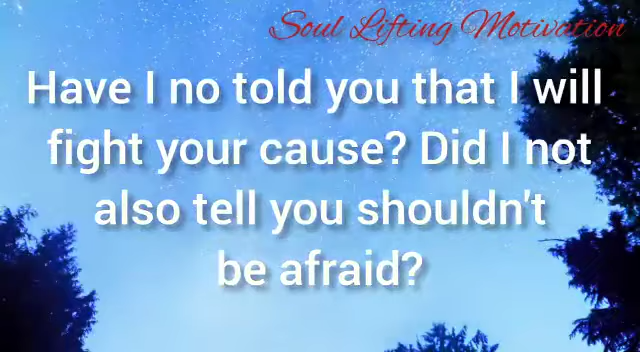 Soul Lifting Motivation
Have I no told you that I will
fight your cause? Did I not
also tell you shouldn't
be afraid?